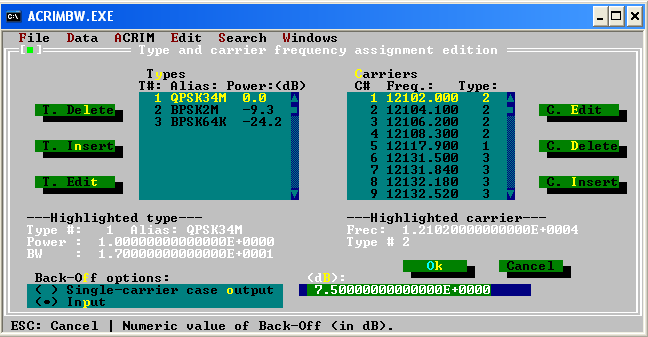 C:\ ACRIMBW.EXE
File Data ACRIM Edit Search Windows
[■] Type and carrier frequency assignment edition
Types
T#: Alias: Power:(dB)
1 QPSK34M 0.0
2 BPSK2M -9.3
3 BPSK64K -24.2
T. Delete
T. Insert
T. Edit
Carriers
C# Freq.: Type:
1 12102.000 2
2 12104.100 2
3 12106.200 2
4 12108.300 2
5 12117.900 1
6 12131.500 3
7 12131.840 3
8 12132.180 3
9 12132.520 3
C. Edit
C. Delete
C. Insert
---Highlighted type---
Type #: 1 Alias: QPSK34M
Power : 1.00000000000000E+0000
BW : 1.70000000000000E+0001
---Highlighted carrier---
Frec: 1.21020000000000E+0004
Type # 2
Ok Cancel
Back-Off options:
( ) Single-carrier case output
(•) Input
(dB):
7.50000000000000E+0000
ESC: Cancel | Numeric value of Back-Off (in dB).